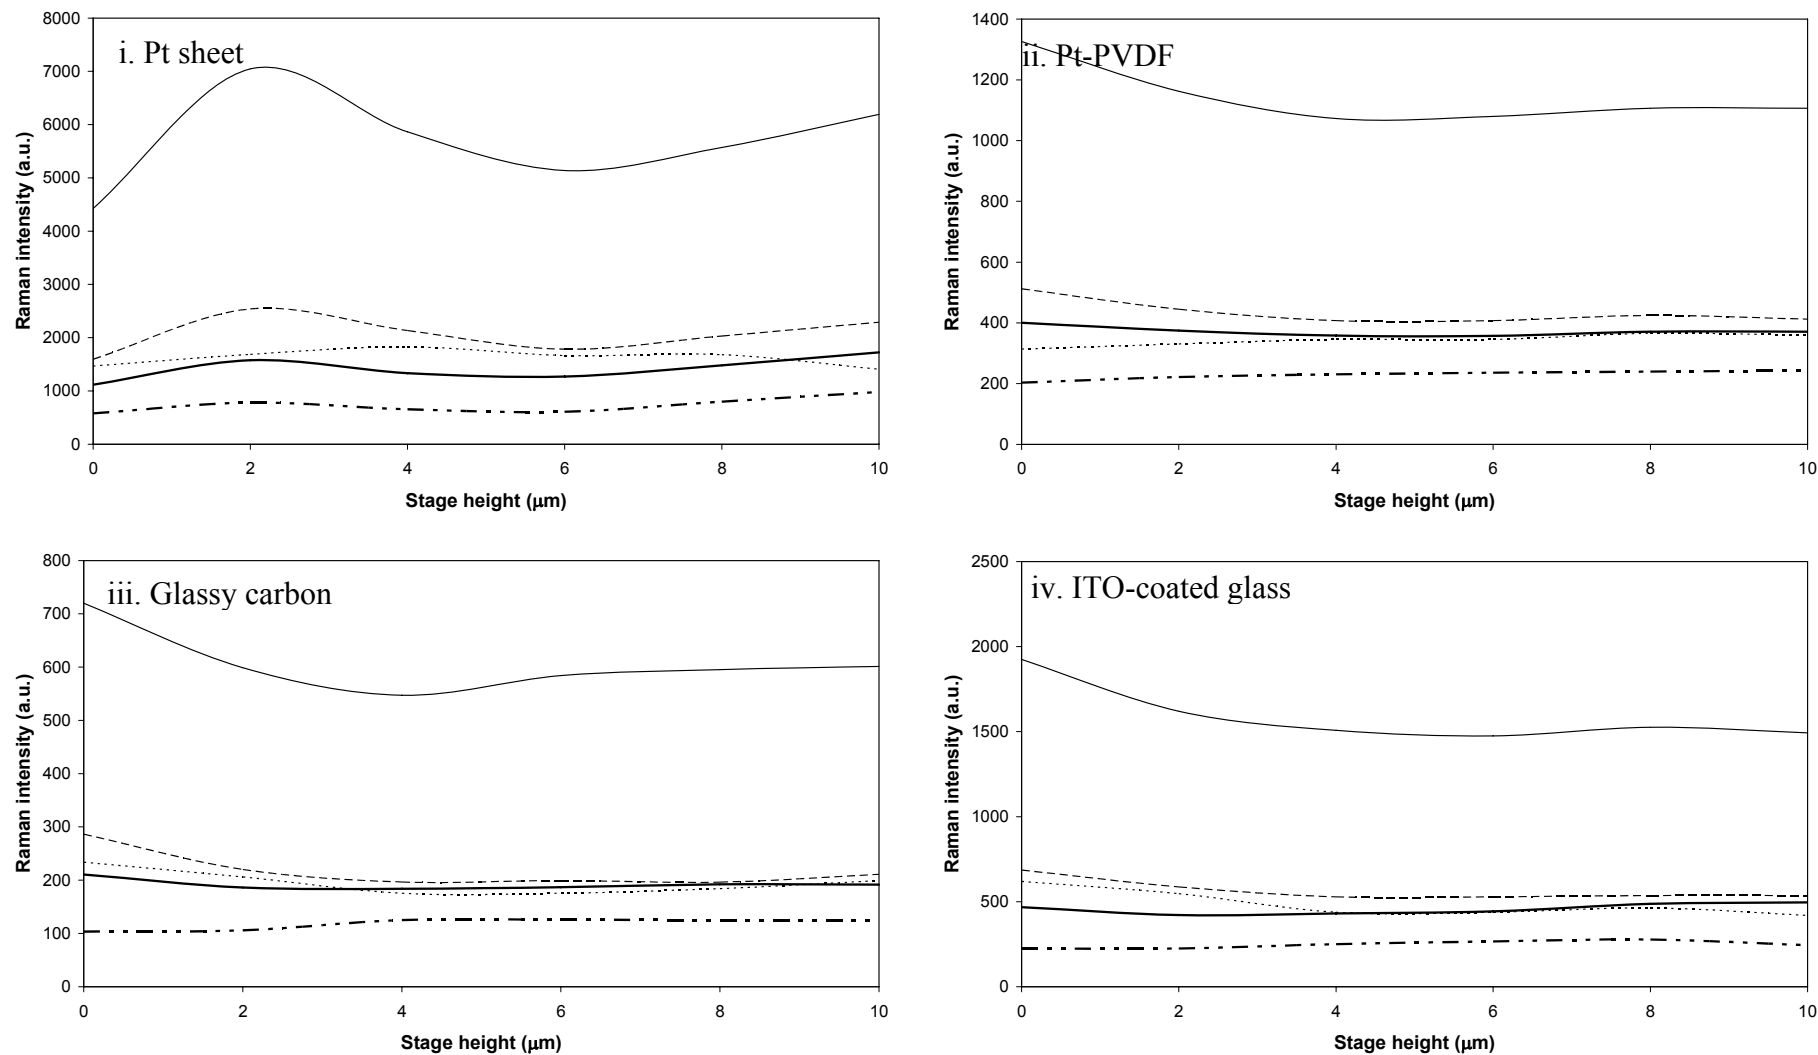 i. Pt sheet
8000
7000
6000
5000
4000
3000
2000
1000
0
Raman intensity (a.u.)
0 2 4 6 8 10
Stage height (μm)
ii. Pt-PVDF
1400
1200
1000
800
600
400
200
0
Raman intensity (a.u.)
0 2 4 6 8 10
Stage height (μm)
iii. Glassy carbon
800
700
600
500
400
300
200
100
0
Raman intensity (a.u.)
0 2 4 6 8 10
Stage height (μm)
iv. ITO-coated glass
2500
2000
1500
1000
500
0
Raman intensity (a.u.)
0 2 4 6 8 10
Stage height (μm)